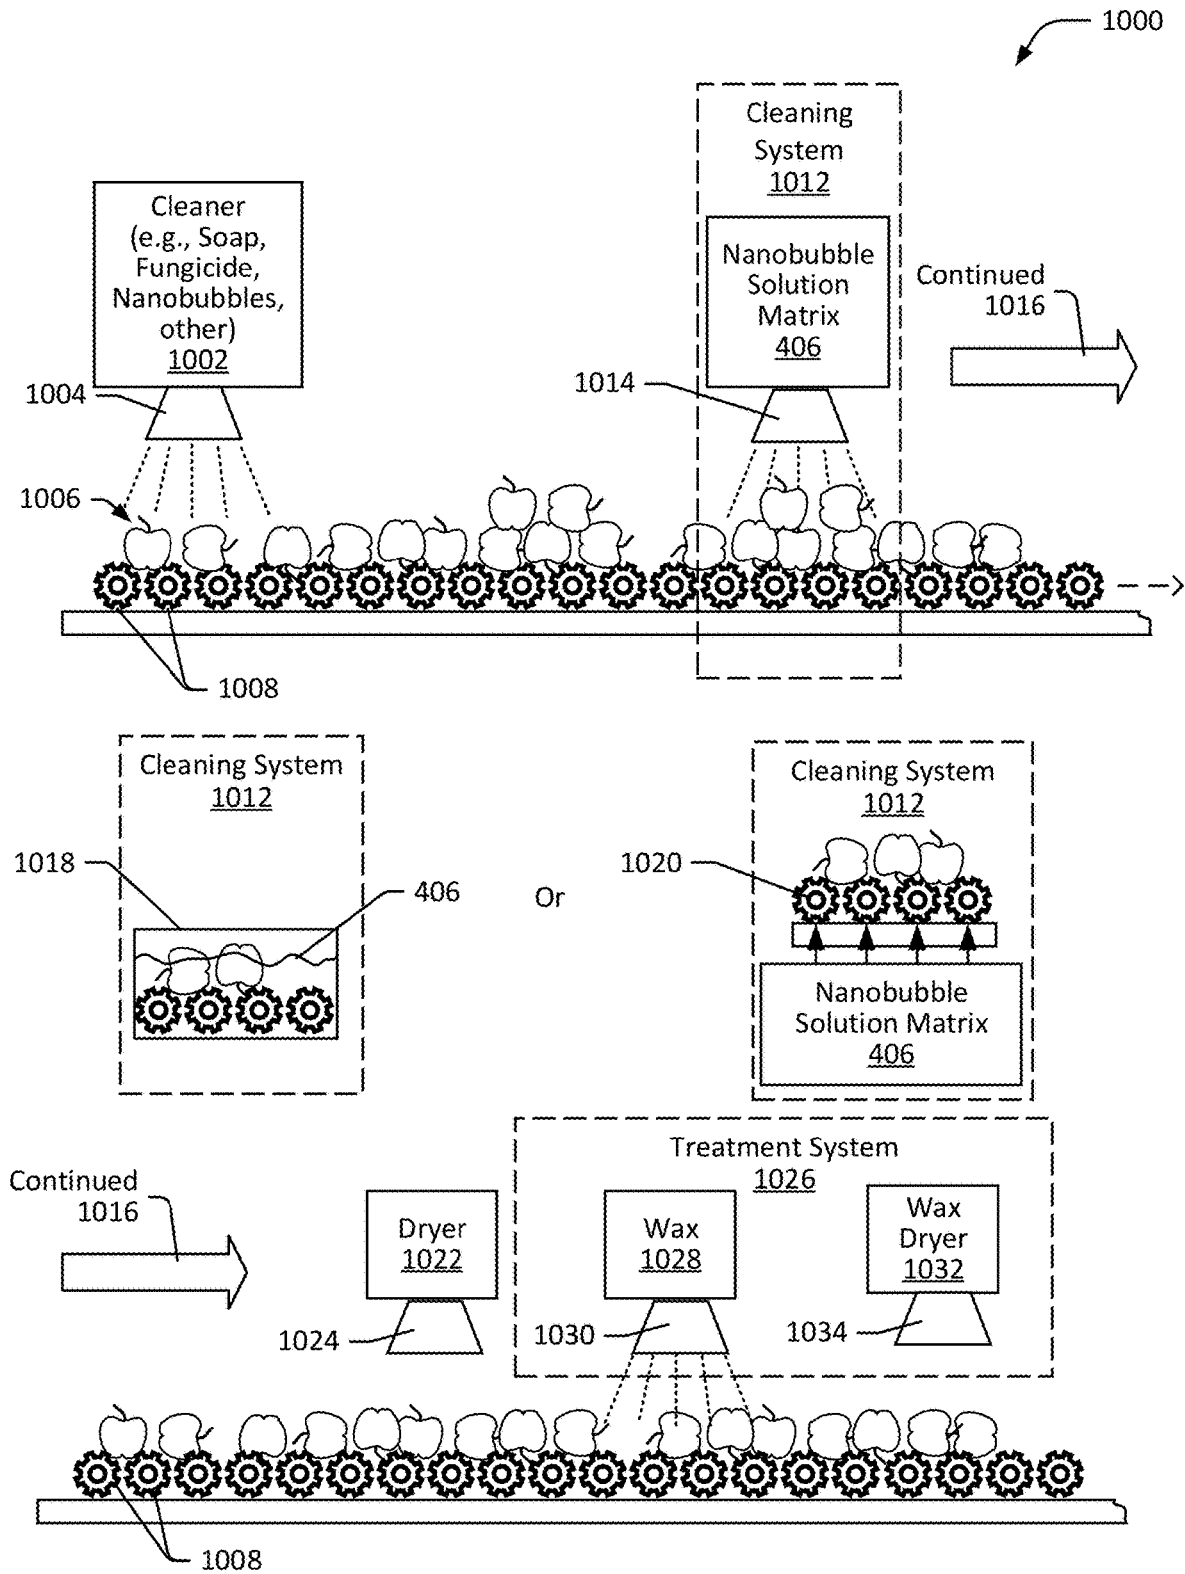 1000
Cleaning
System
1012
Cleaner
(e.g., Soap,
Fungicide,
Nanobubbles,
other)
1002
Nanobubble
Solution
Matrix
406
Continued
1016
1004
1014
1006
1008
Cleaning System
1012
1018
406
Or
Cleaning System
1012
1020
Nanobubble
Solution Matrix
406
Continued
1016
Treatment System
1026
Dryer
1022
Wax
1028
Wax
Dryer
1032
1024
1030
1034
1008